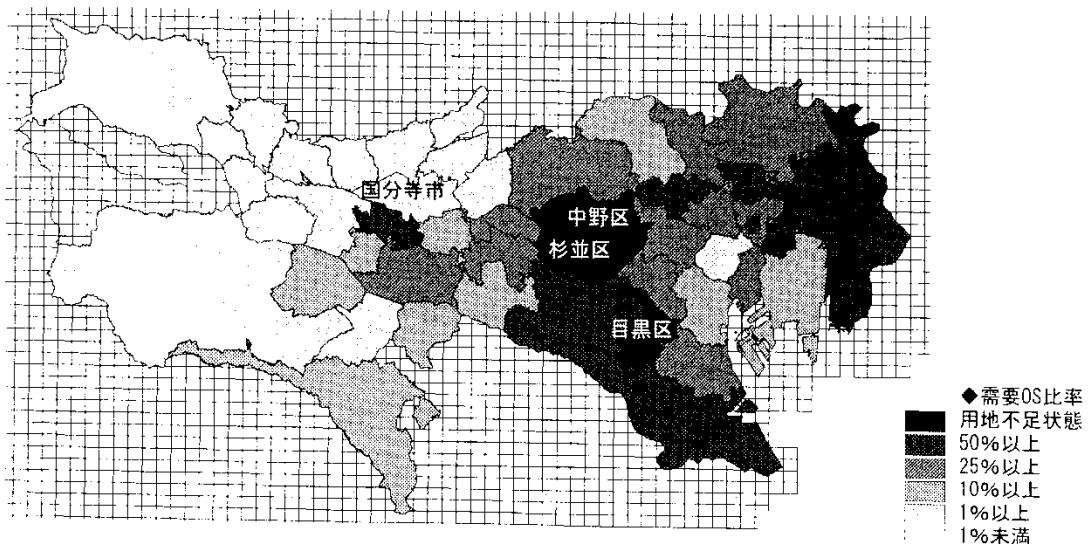 国分寺市
中野区
杉並区
目黒区
◆需要OS比率
用地不足状態
50%以上
25%以上
10%以上
1%以上
1%未満